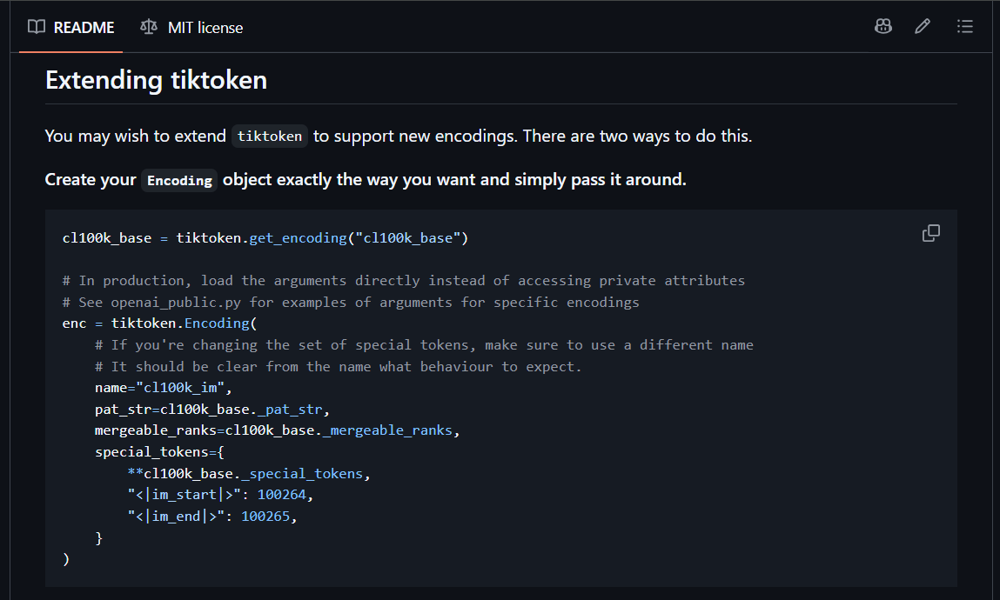 README MIT license
Extending tiktoken
You may wish to extend tiktoken to support new encodings. There are two ways to do this.
Create your Encoding object exactly the way you want and simply pass it around.
cl100k_base = tiktoken.get_encoding("cl100k_base")
# In production, load the arguments directly instead of accessing private attributes
# See openai_public.py for examples of arguments for specific encodings
enc = tiktoken.Encoding(
    # If you're changing the set of special tokens, make sure to use a different name
    # It should be clear from the name what behaviour to expect.
    name="cl100k_im",
    pat_str=cl100k_base._pat_str,
    mergeable_ranks=cl100k_base._mergeable_ranks,
    special_tokens={
        **cl100k_base._special_tokens,
        "<|im_start|>": 100264,
        "<|im_end|>": 100265,
    }
)